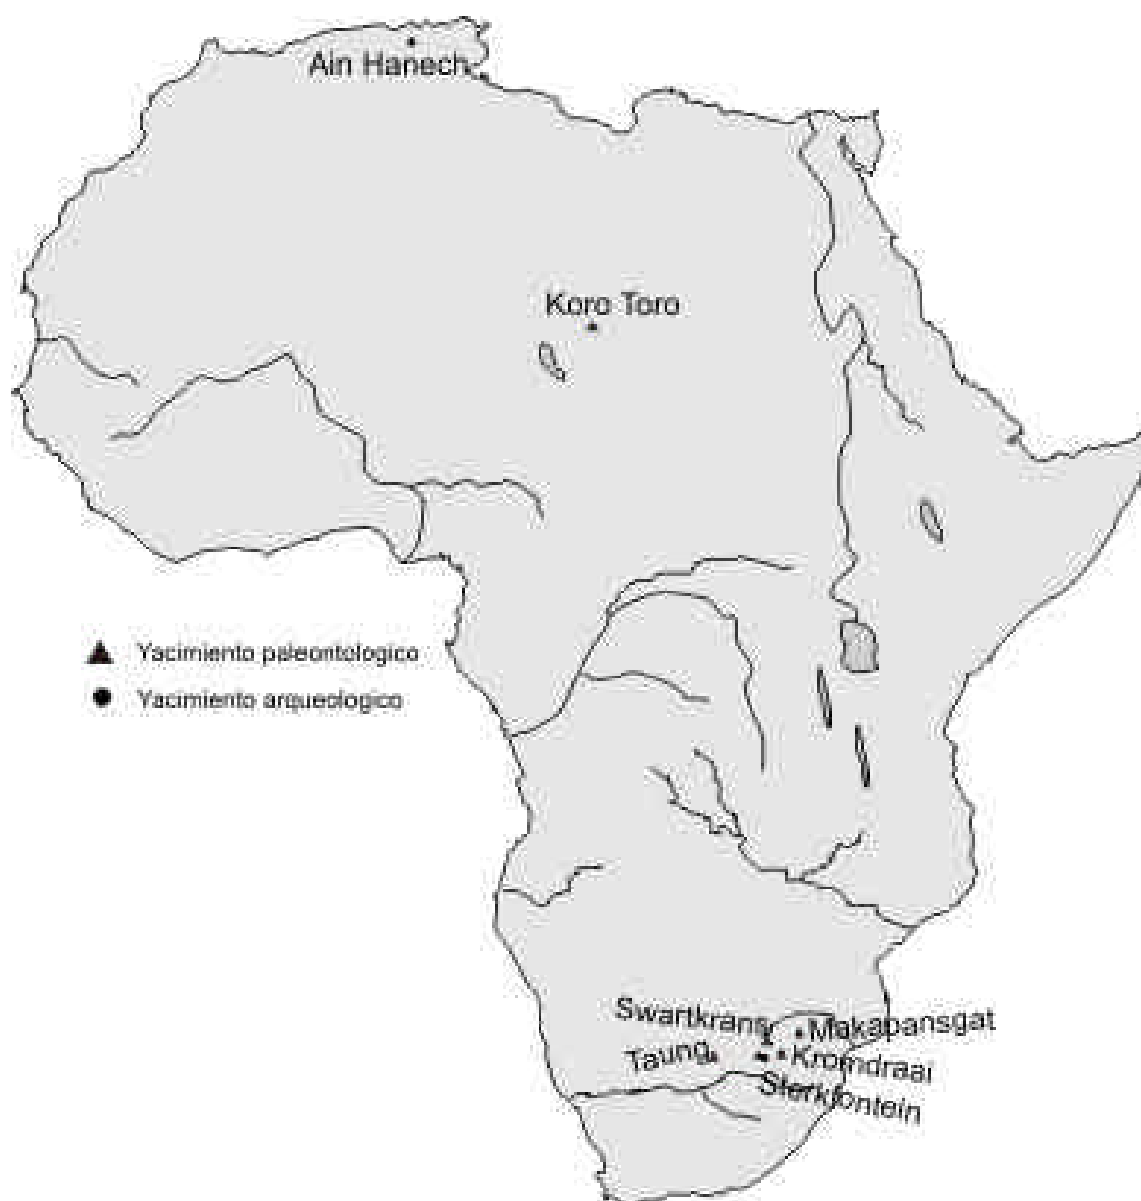 Ain Hanech
Koro Toro
Yacimiento paleontologico
Yacimiento arqueologico
Swartkrans
Makapansgat
Taung
Kromdraai
Sterkfontein